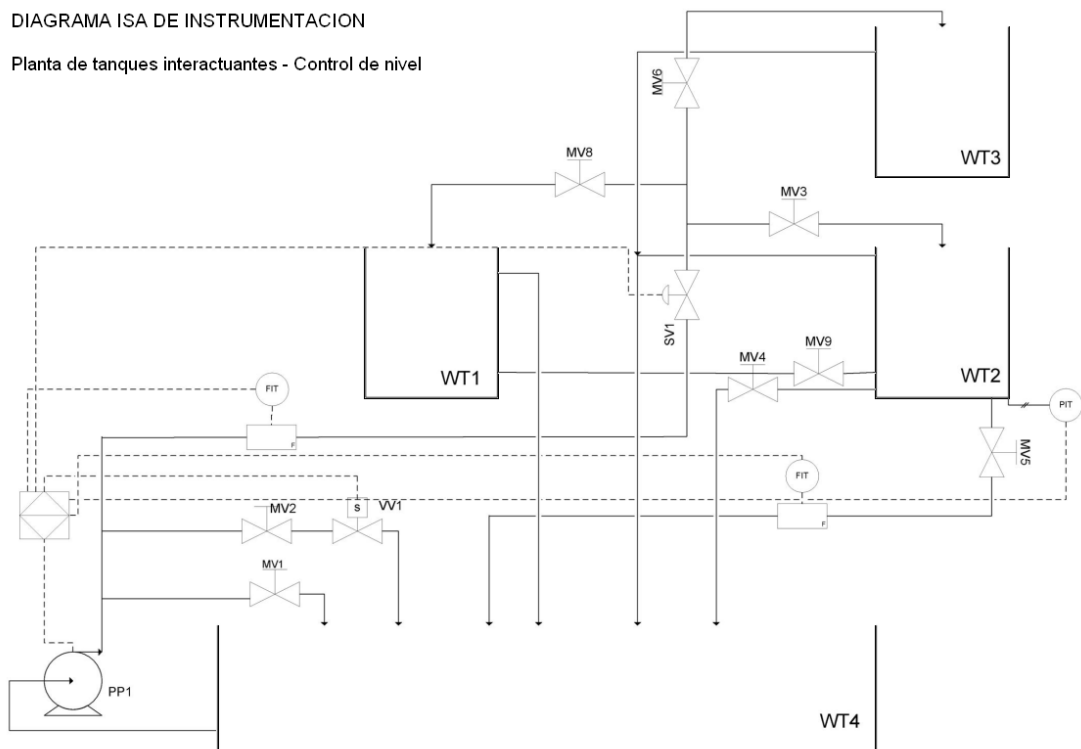 DIAGRAMA ISA DE INSTRUMENTACION
Planta de tanques interactuantes - Control de nivel
MV6
WT3
MV8
MV3
SV1
MV9
MV4
WT1
WT2
FIT
PIT
F
MV5
FIT
S
VV1
MV2
F
MV1
PP1
WT4